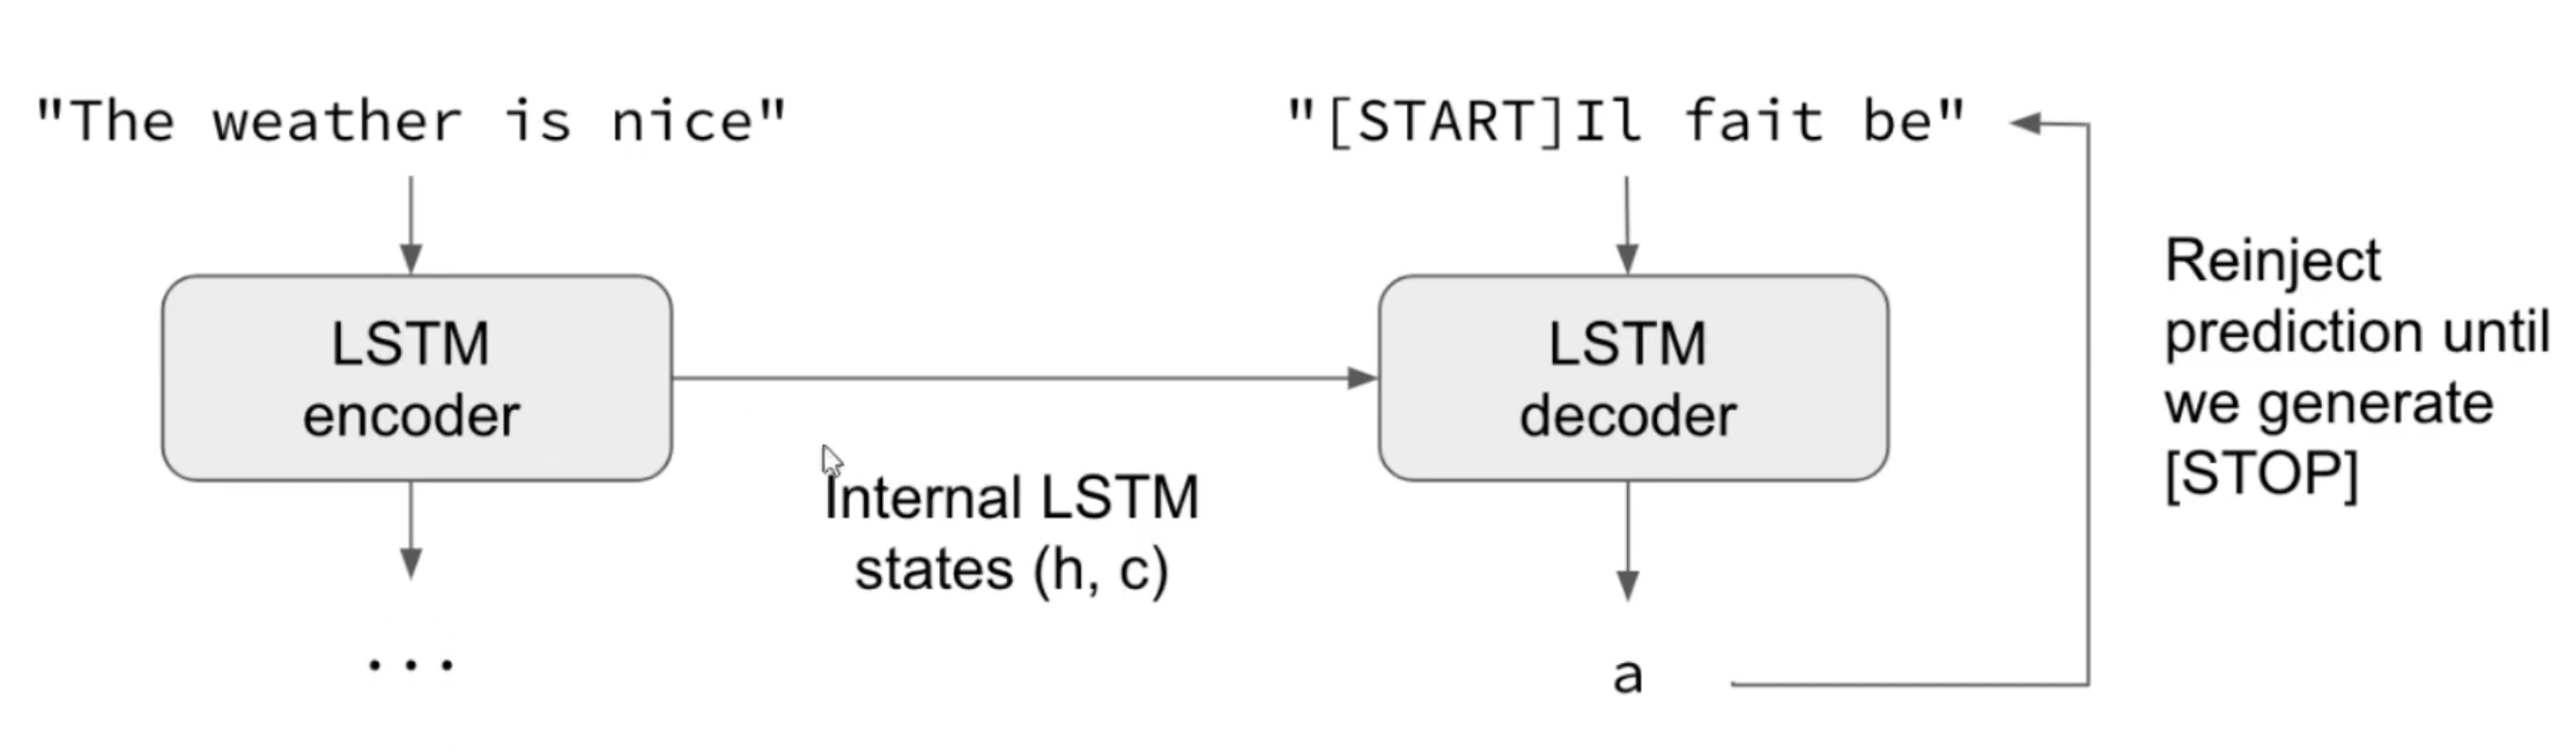 "The weather is nice"
"[START]Il fait be"
LSTM
encoder
LSTM
decoder
Internal LSTM
states (h, c)
Reinject
prediction until
we generate
[STOP]
...
a